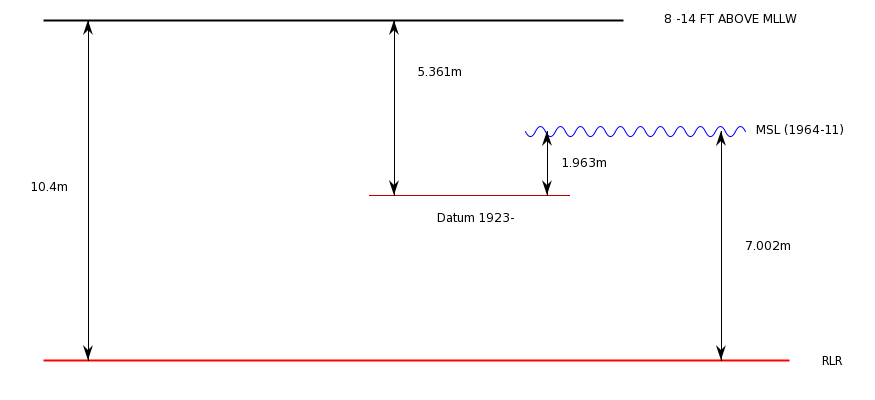 8 -14 FT ABOVE MLLW
5.361m
MSL (1964-11)
1.963m
10.4m
Datum 1923-
7.002m
RLR